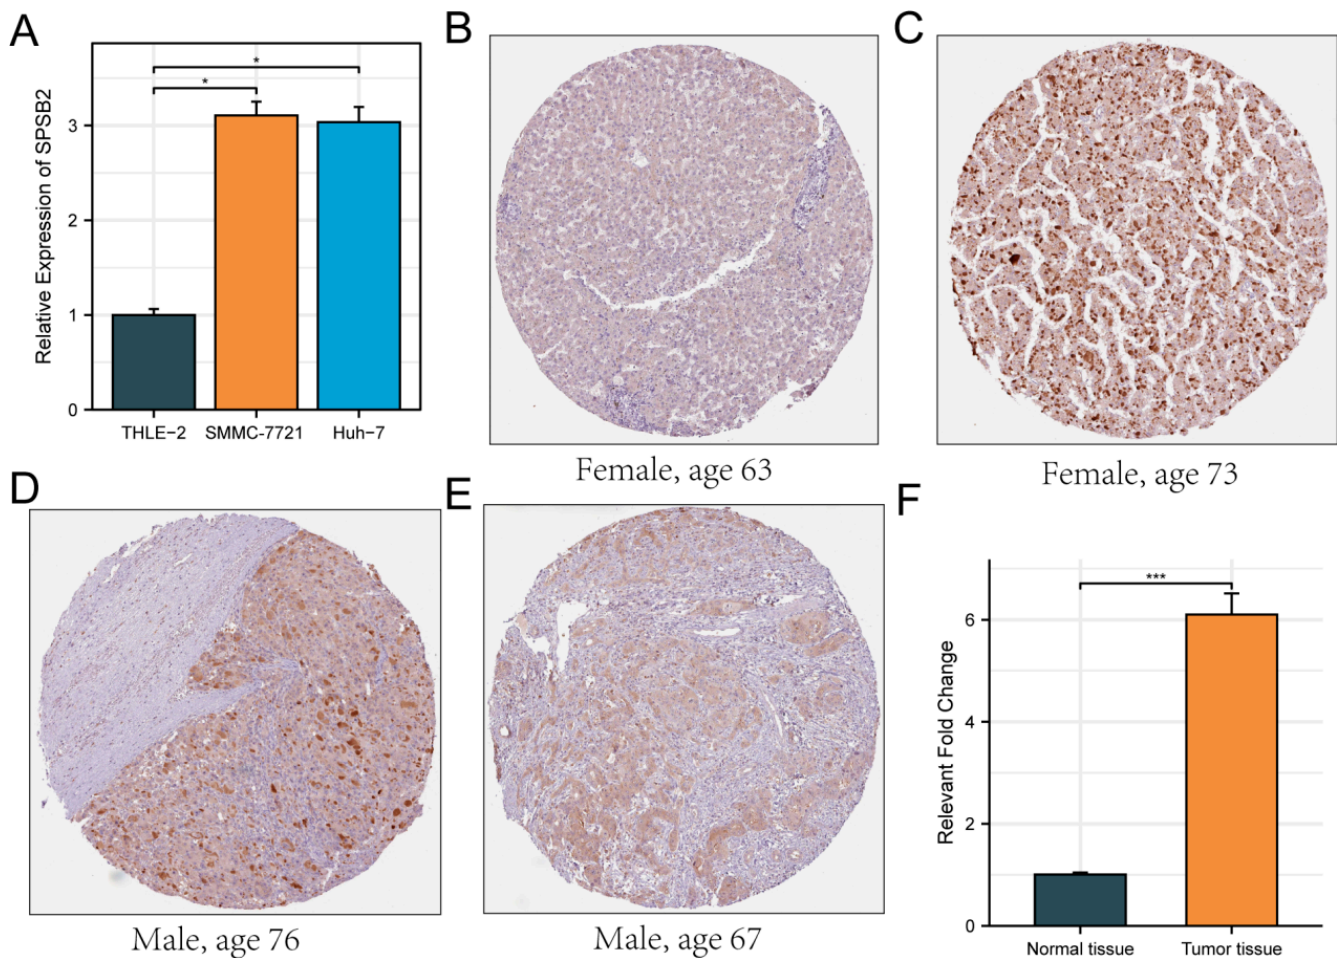 A
Relative Expression of SPSB2
3
2
1
0
*
*
THLE-2 SMMC-7721 Huh-7
B
Female, age 63
C
Female, age 73
D
Male, age 76
E
Male, age 67
F
Relevant Fold Change
6
4
2
0
***
Normal tissue Tumor tissue